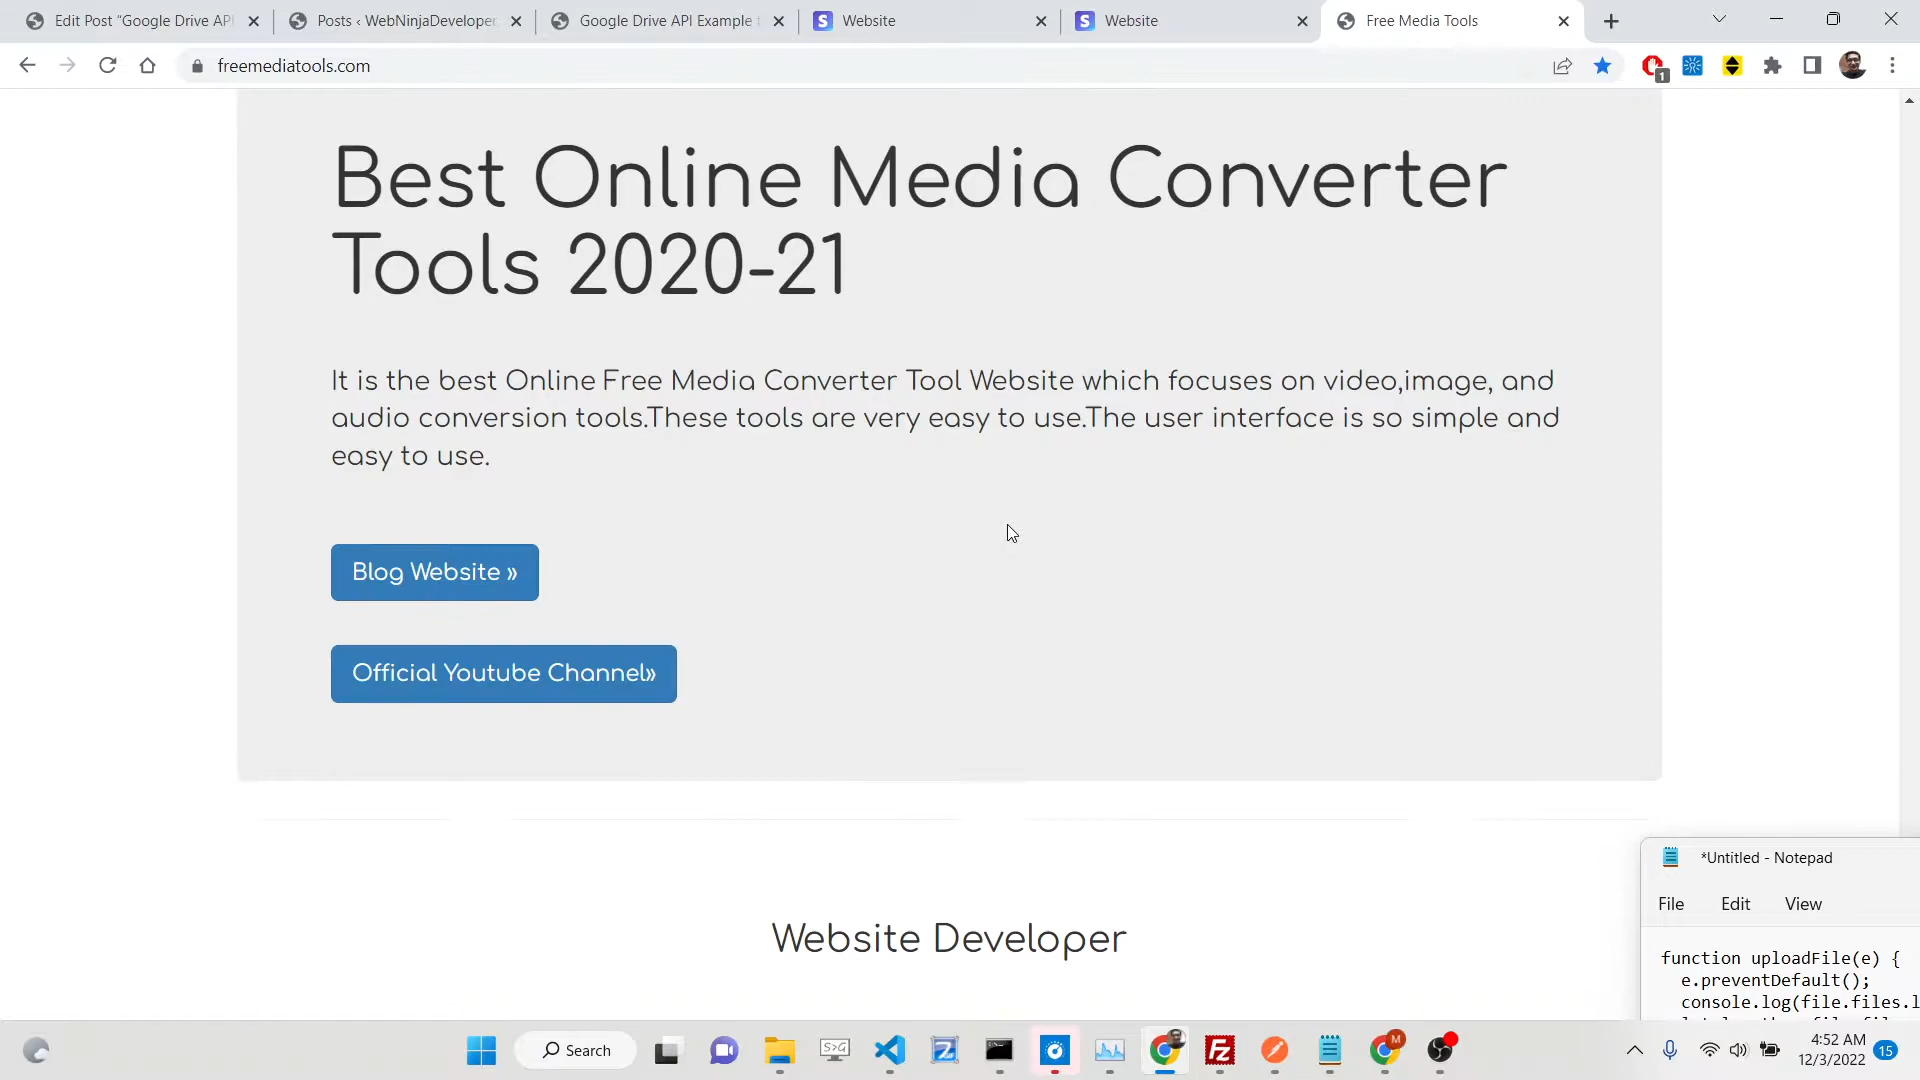 Edit Post “Google Drive API
Posts ‹ WebNinjaDeveloper
Google Drive API Example
Website
Website
Free Media Tools
freemediatools.com
1
Best Online Media Converter
Tools 2020-21
It is the best Online Free Media Converter Tool Website which focuses on video,image, and
audio conversion tools.These tools are very easy to use.The user interface is so simple and
easy to use.
Blog Website »
Official Youtube Channel»
Website Developer
*Untitled - Notepad
File Edit View
function uploadFile(e) {
e.preventDefault();
console.log(file.files.l
Search
M
4:52 AM
12/3/2022
15